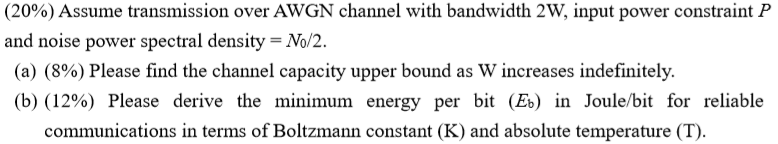 (20%) Assume transmission over AWGN channel with bandwidth 2W, input power constraint P
and noise power spectral density = N₀/2.
(a) (8%) Please find the channel capacity upper bound as W increases indefinitely.
(b) (12%) Please derive the minimum energy per bit (E_b) in Joule/bit for reliable
communications in terms of Boltzmann constant (K) and absolute temperature (T).